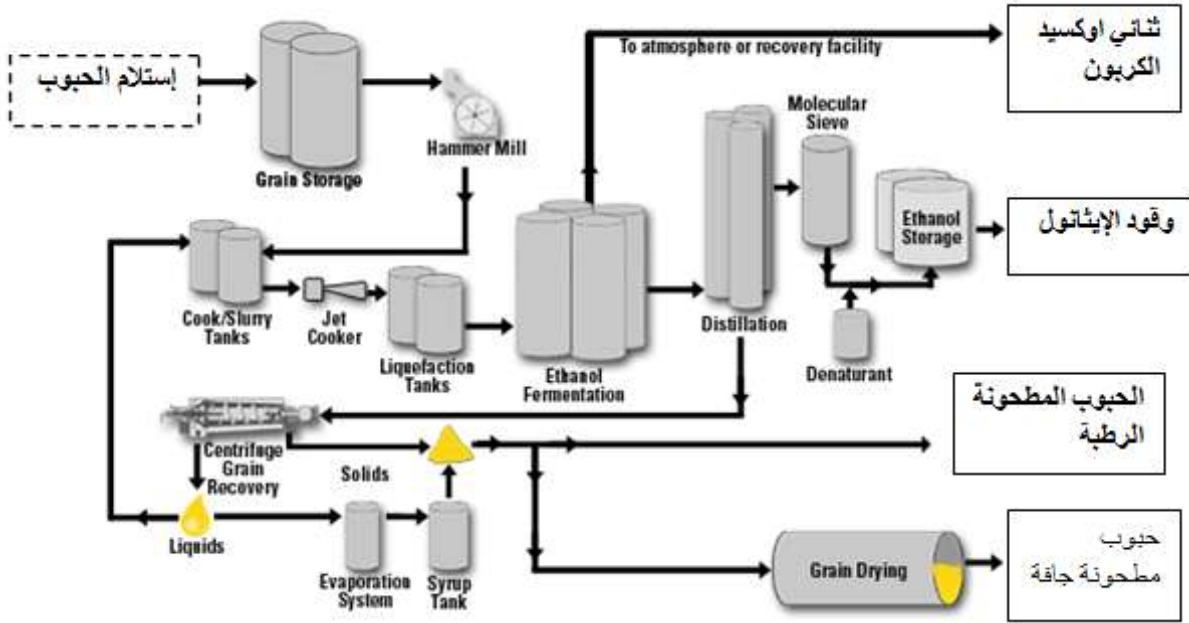 To atmosphere or recovery facility
ثنائي اوكسيد
الكربون
إستلام الحبوب
Grain Storage
Hammer Mill
Molecular
Sieve
Ethanol
Storage
وقود الإيثانول
Cook/Slurry
Tanks
Jet
Cooker
Liquefaction
Tanks
Ethanol
Fermentation
Distillation
Denaturant
الحبوب المطحونة
الرطبة
Centrifuge
Grain
Recovery
Solids
Liquids
Evaporation
System
Syrup
Tank
Grain Drying
حبوب
مطحونة جافة